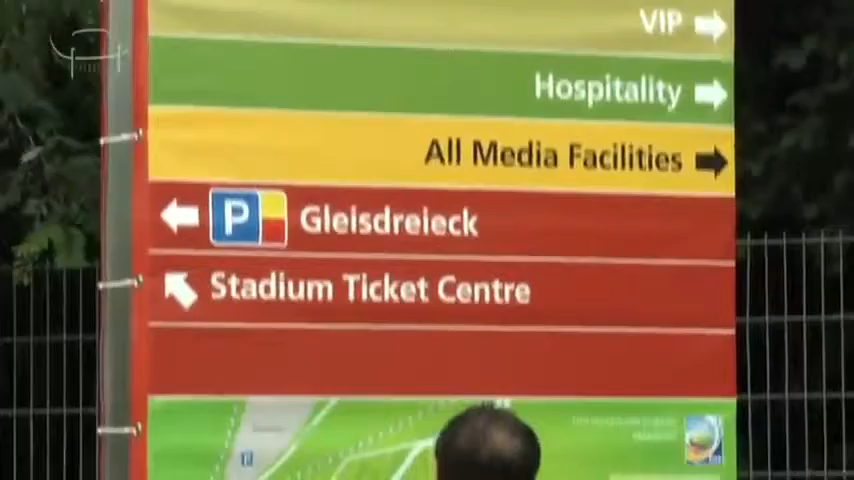 VIP
Hospitality
All Media Facilities
P Gleisdreieck
Stadium Ticket Centre
P